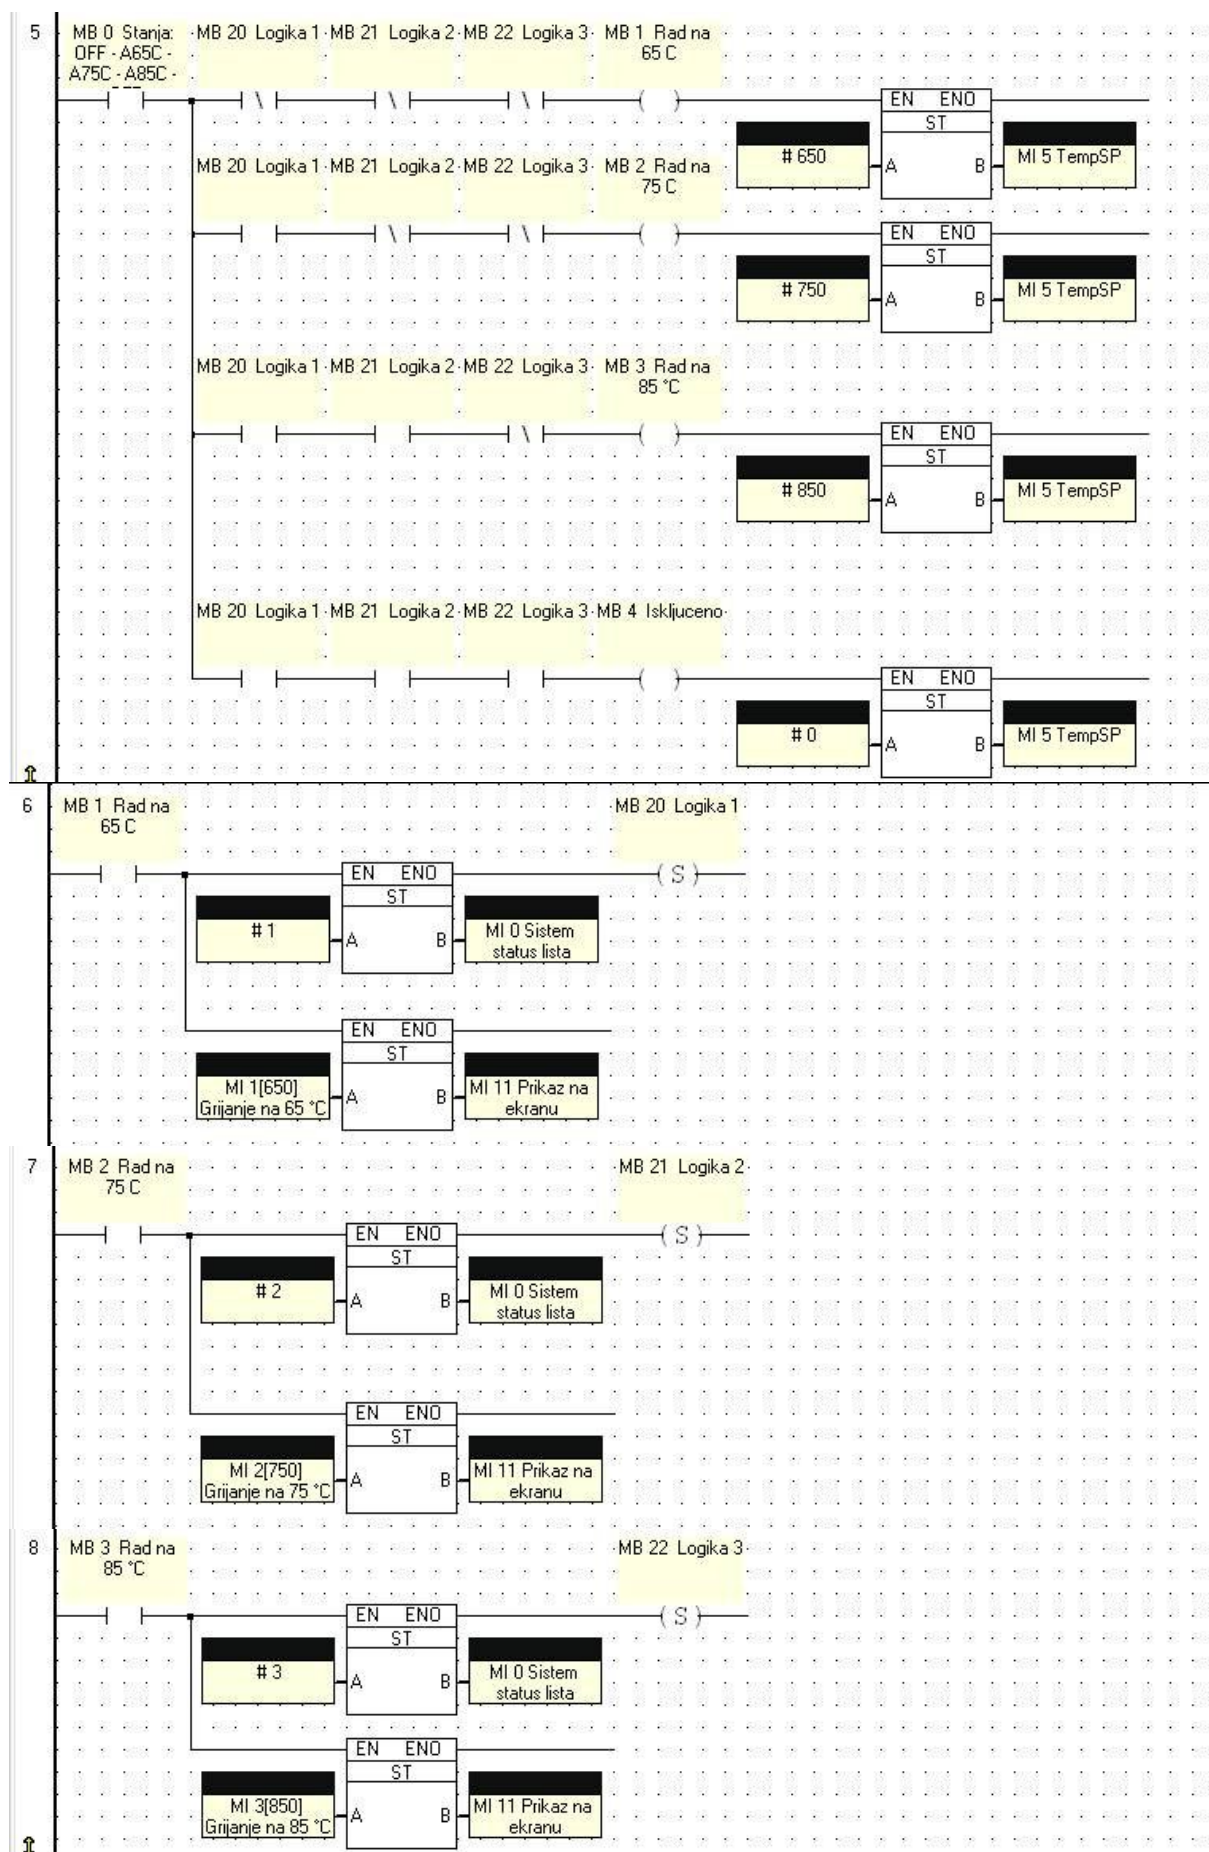 5
MB 0 Stanja:
OFF - A65C -
A75C - A85C -
MB 20 Logika 1
MB 21 Logika 2
MB 22 Logika 3
MB 1 Rad na
65 C
EN ENO
ST
# 650
A
B
MI 5 TempSP
MB 20 Logika 1
MB 21 Logika 2
MB 22 Logika 3
MB 2 Rad na
75 C
EN ENO
ST
# 750
A
B
MI 5 TempSP
MB 20 Logika 1
MB 21 Logika 2
MB 22 Logika 3
MB 3 Rad na
85 °C
EN ENO
ST
# 850
A
B
MI 5 TempSP
MB 20 Logika 1
MB 21 Logika 2
MB 22 Logika 3
MB 4 Iskljuceno
EN ENO
ST
# 0
A
B
MI 5 TempSP
6
MB 1 Rad na
65 C
MB 20 Logika 1
EN ENO
ST
S
# 1
A
B
MI 0 Sistem
status lista
EN ENO
ST
MI 1[650]
Grijanje na 65 °C
A
B
MI 11 Prikaz na
ekranu
7
MB 2 Rad na
75 C
MB 21 Logika 2
EN ENO
ST
S
# 2
A
B
MI 0 Sistem
status lista
EN ENO
ST
MI 2[750]
Grijanje na 75 °C
A
B
MI 11 Prikaz na
ekranu
8
MB 3 Rad na
85 °C
MB 22 Logika 3
EN ENO
ST
S
# 3
A
B
MI 0 Sistem
status lista
EN ENO
ST
MI 3[850]
Grijanje na 85 °C
A
B
MI 11 Prikaz na
ekranu